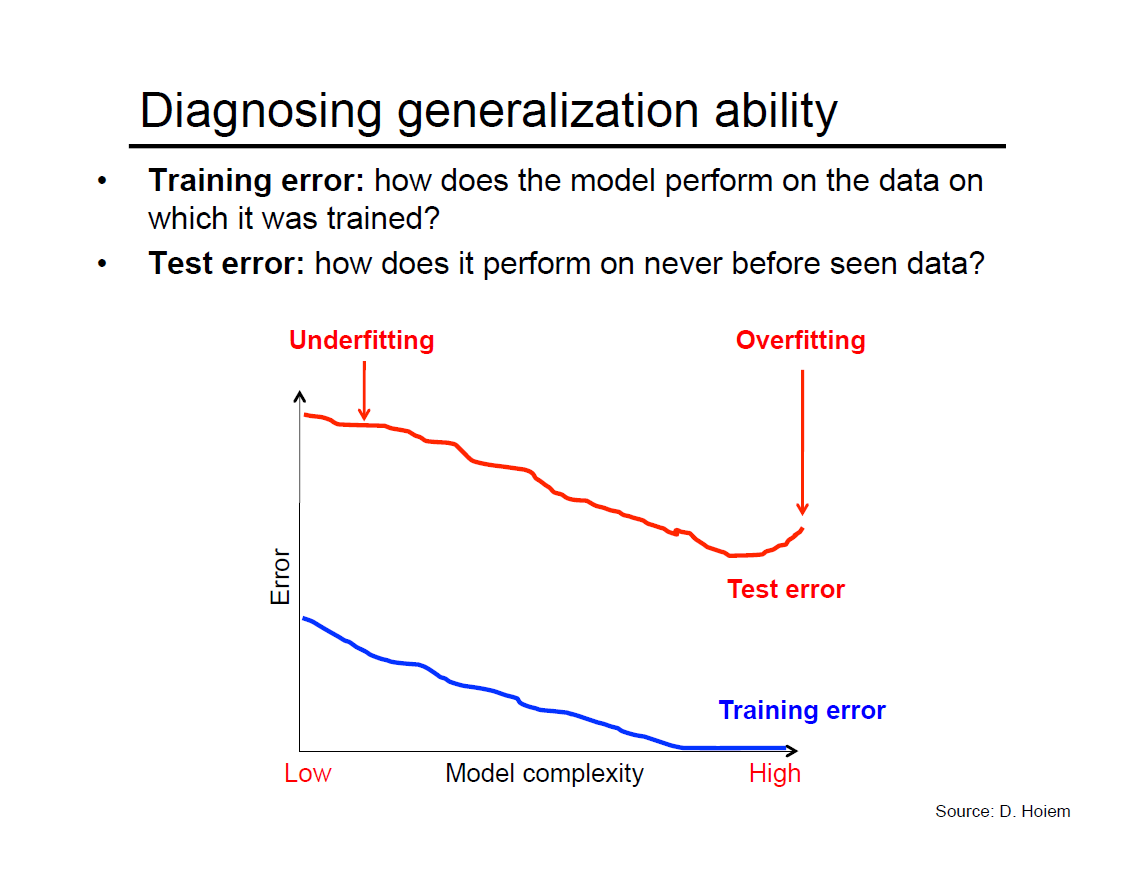 Diagnosing generalization ability
• Training error: how does the model perform on the data on
which it was trained?
• Test error: how does it perform on never before seen data?
Underfitting
Overfitting
Error
Test error
Training error
Low
Model complexity
High
Source: D. Hoiem